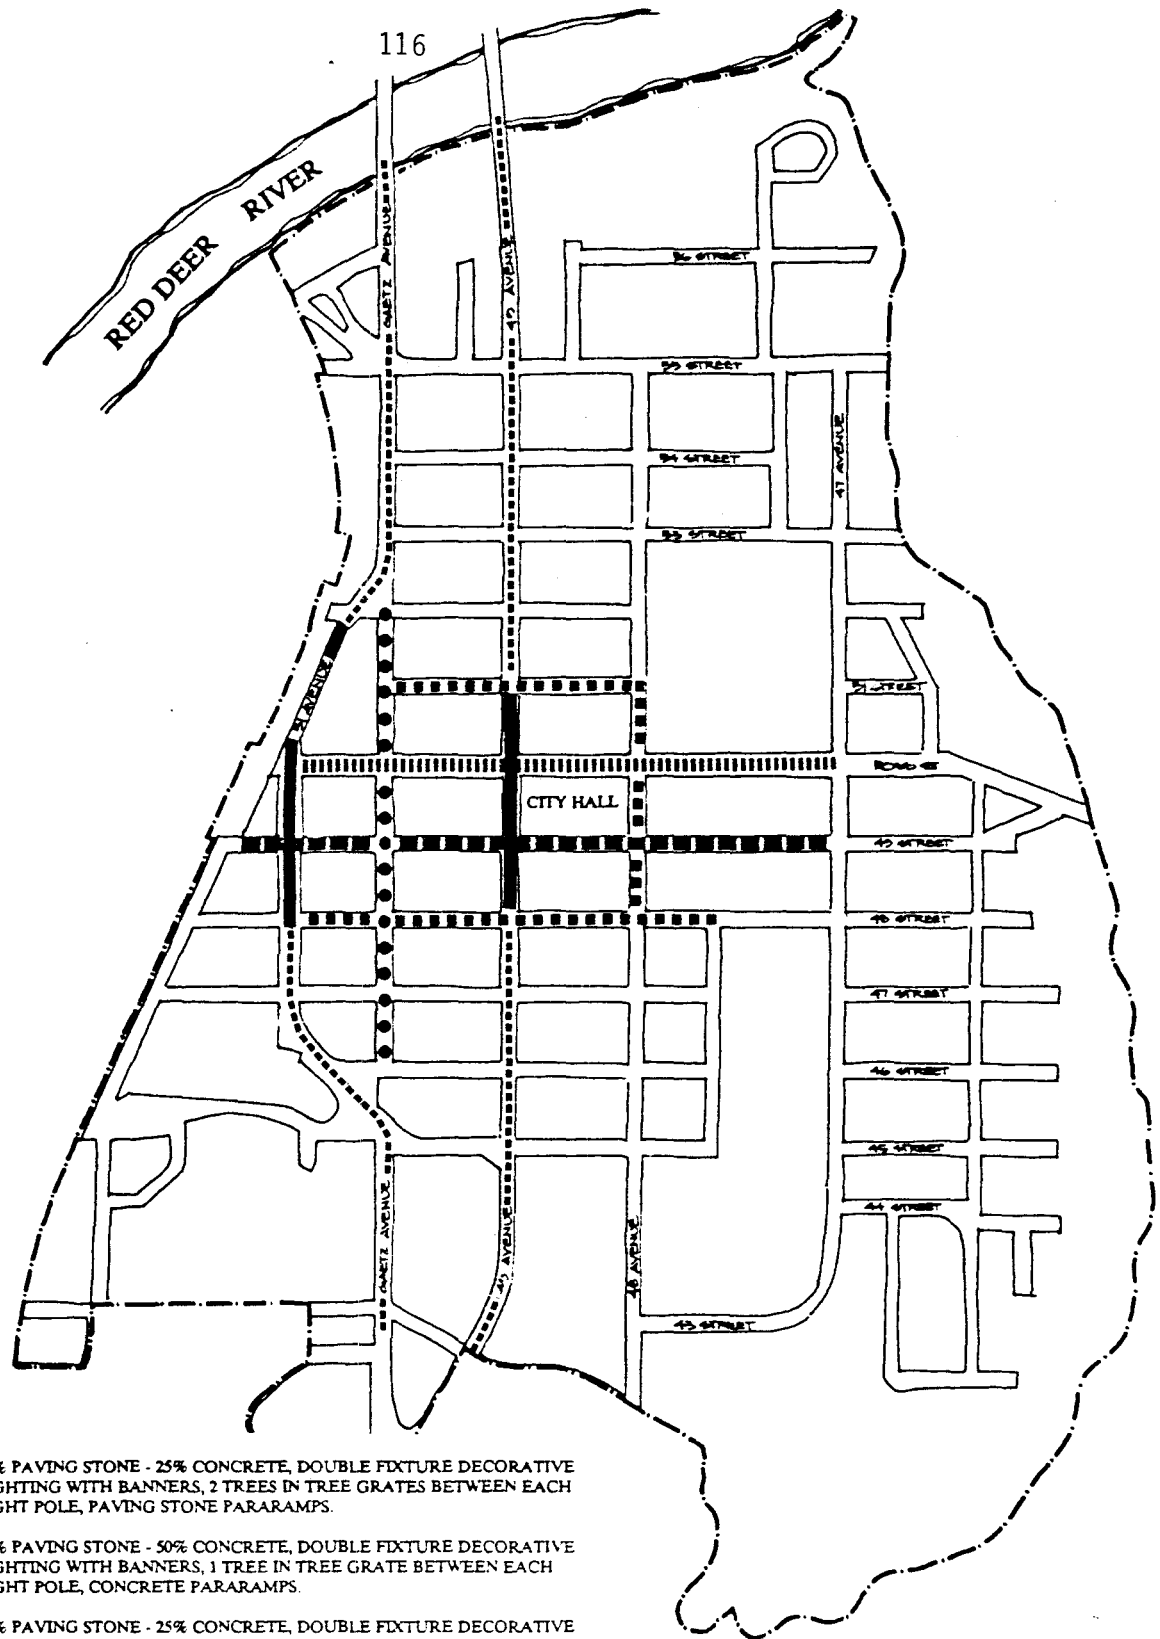 116
RED DEER RIVER
GAETZ AVENUE
49 AVENUE
56 STREET
55 STREET
47 AVENUE
54 STREET
53 STREET
51 AVENUE
51 STREET
ROSS ST
CITY HALL
49 STREET
48 STREET
47 STREET
46 STREET
45 STREET
44 STREET
GAETZ AVENUE
49 AVENUE
48 AVENUE
43 STREET
% PAVING STONE - 25% CONCRETE, DOUBLE FIXTURE DECORATIVE
GHTING WITH BANNERS, 2 TREES IN TREE GRATES BETWEEN EACH
GHT POLE, PAVING STONE PARARAMPS.
% PAVING STONE - 50% CONCRETE, DOUBLE FIXTURE DECORATIVE
GHTING WITH BANNERS, 1 TREE IN TREE GRATE BETWEEN EACH
GHT POLE, CONCRETE PARARAMPS.
% PAVING STONE - 25% CONCRETE, DOUBLE FIXTURE DECORATIVE